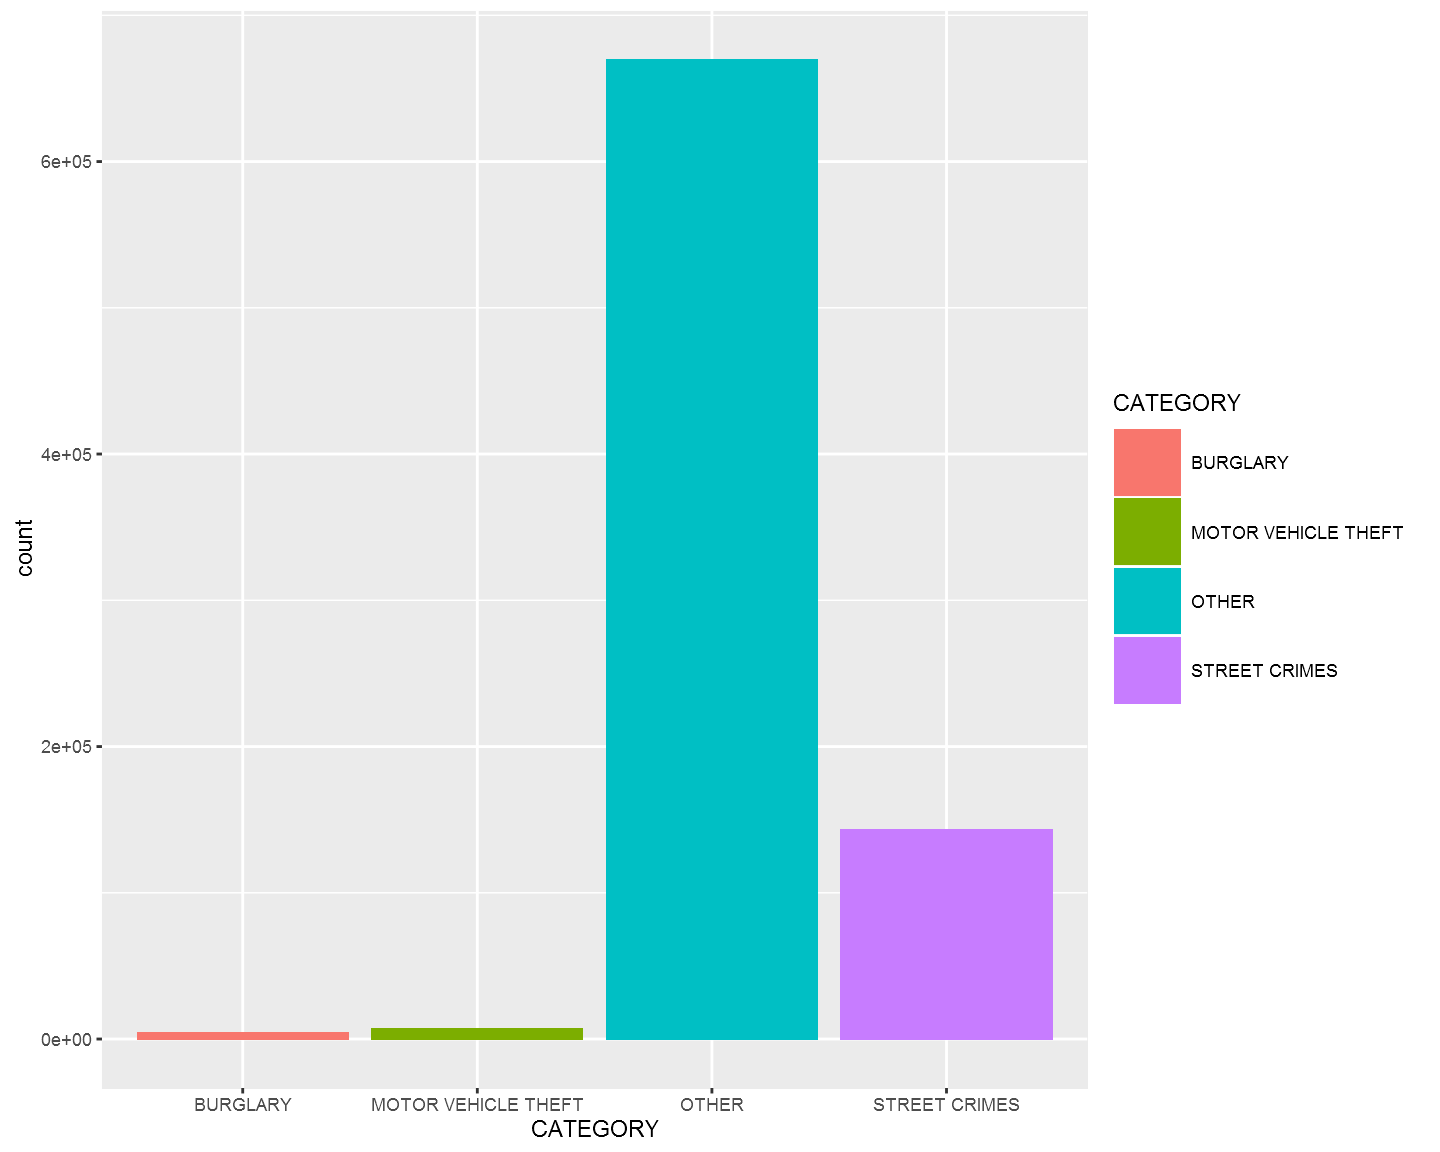 6e+05
4e+05
2e+05
0e+00
count
BURGLARY
MOTOR VEHICLE THEFT
OTHER
STREET CRIMES
CATEGORY
CATEGORY
BURGLARY
MOTOR VEHICLE THEFT
OTHER
STREET CRIMES